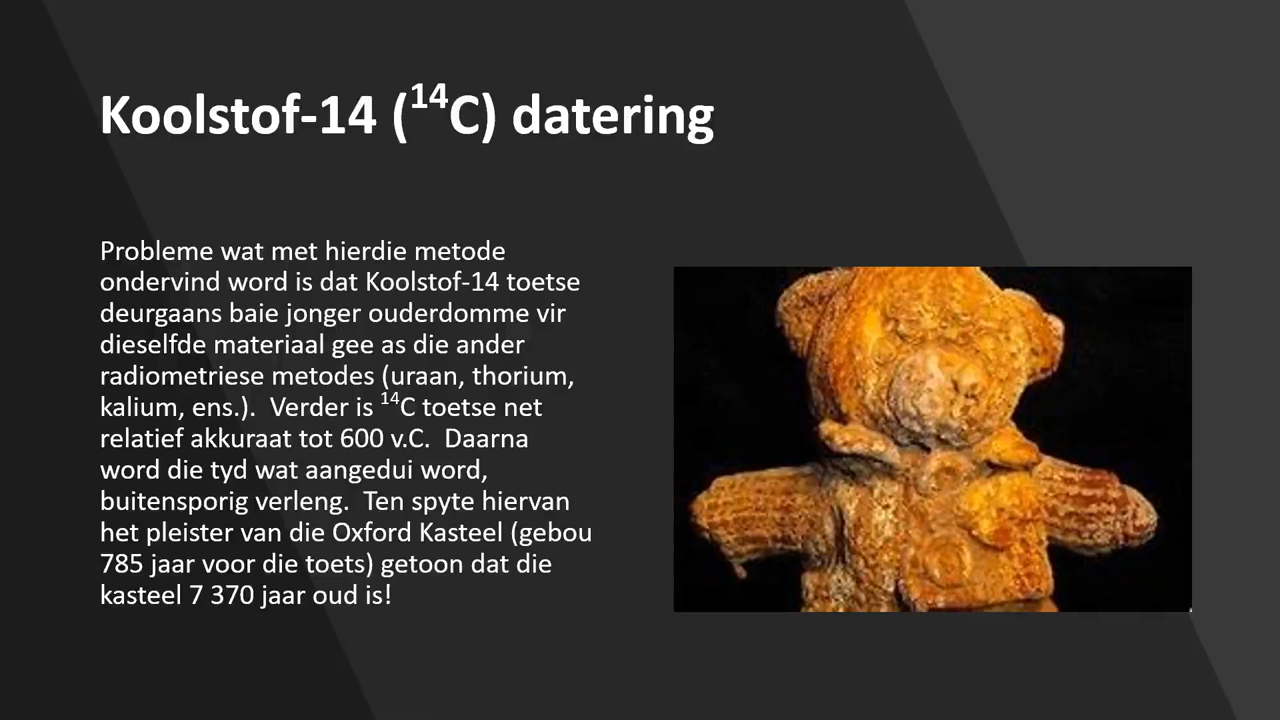 Koolstof-14 (¹⁴C) datering
Probleme wat met hierdie metode
ondervind word is dat Koolstof-14 toetse
deurgaans baie jonger ouderdomme vir
dieselfde materiaal gee as die ander
radiometriese metodes (uraan, thorium,
kalium, ens.).  Verder is ¹⁴C toetse net
relatief akkuraat tot 600 v.C.  Daarna
word die tyd wat aangedui word,
buitensporig verleng.  Ten spyte hiervan
het pleister van die Oxford Kasteel (gebou
785 jaar voor die toets) getoon dat die
kasteel 7 370 jaar oud is!